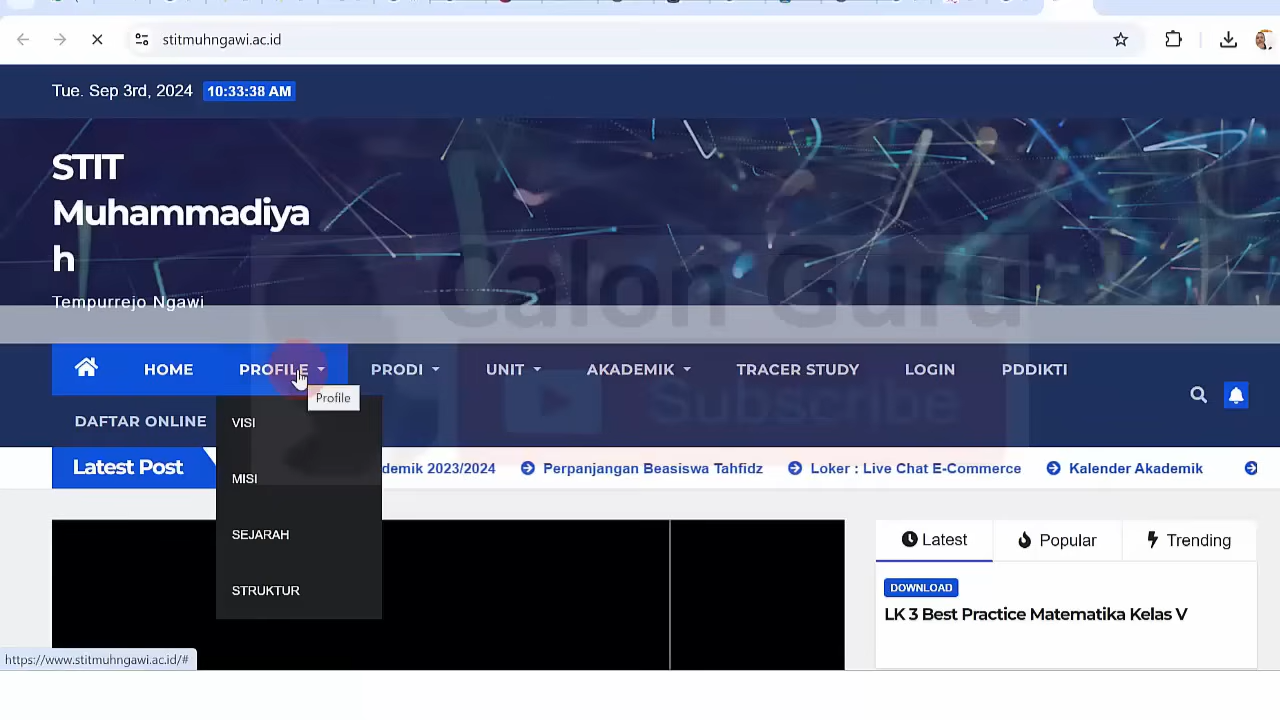 stitmuhngawi.ac.id
Tue. Sep 3rd, 2024 10:33:38 AM
STIT
Muhammadiya
h
Tempurrejo Ngawi
Calon Guru
Subscribe
HOME PROFILE PRODI UNIT AKADEMIK TRACER STUDY LOGIN PDDIKTI
Profile
DAFTAR ONLINE
VISI
MISI
SEJARAH
STRUKTUR
Latest Post demik 2023/2024 Perpanjangan Beasiswa Tahfidz Loker : Live Chat E-Commerce Kalender Akademik
Latest Popular Trending
DOWNLOAD
LK 3 Best Practice Matematika Kelas V
https://www.stitmuhngawi.ac.id/#